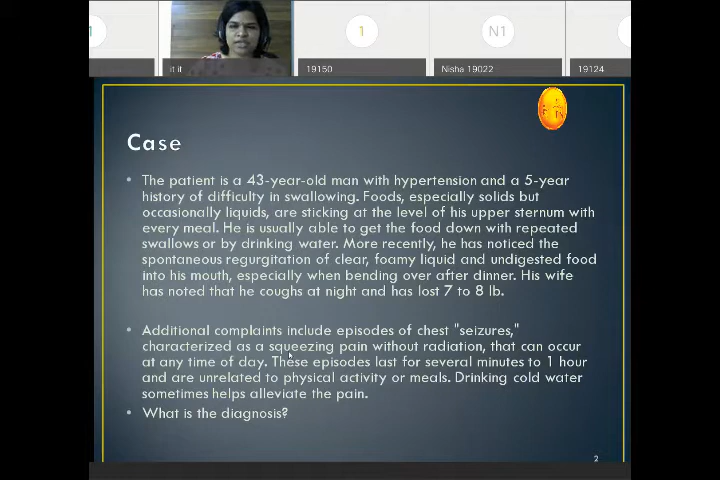 1
it it
19150
N1
Nisha 19022
19124
Case
• The patient is a 43-year-old man with hypertension and a 5-year
history of difficulty in swallowing. Foods, especially solids but
occasionally liquids, are sticking at the level of his upper sternum with
every meal. He is usually able to get the food down with repeated
swallows or by drinking water. More recently, he has noticed the
spontaneous regurgitation of clear, foamy liquid and undigested food
into his mouth, especially when bending over after dinner. His wife
has noted that he coughs at night and has lost 7 to 8 lb.
• Additional complaints include episodes of chest "seizures,"
characterized as a squeezing pain without radiation, that can occur
at any time of day. These episodes last for several minutes to 1 hour
and are unrelated to physical activity or meals. Drinking cold water
sometimes helps alleviate the pain.
• What is the diagnosis?
2